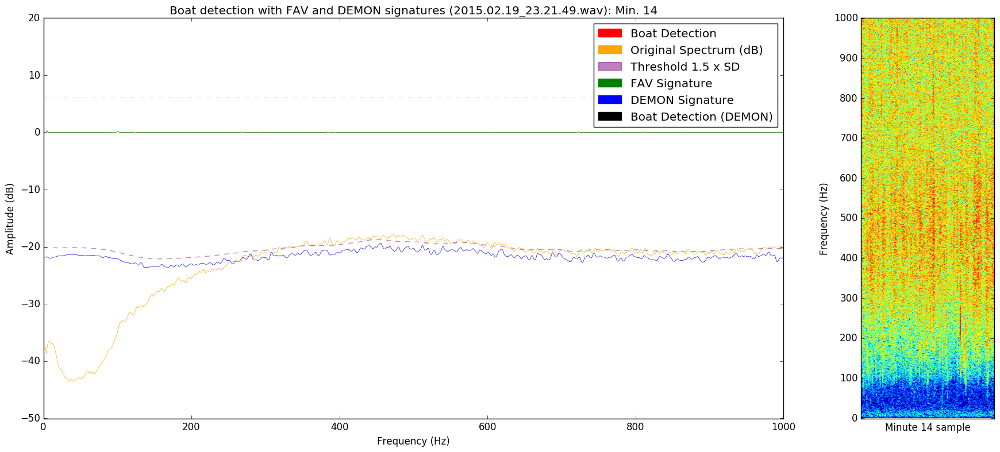 Boat detection with FAV and DEMON signatures (2015.02.19_23.21.49.wav): Min. 14
20
10
0
−10
−20
−30
−40
−50
Amplitude (dB)
Boat Detection
Original Spectrum (dB)
Threshold 1.5 x SD
FAV Signature
DEMON Signature
Boat Detection (DEMON)
0 200 400 600 800 1000
Frequency (Hz)
1000
900
800
700
600
500
400
300
200
100
0
Frequency (Hz)
Minute 14 sample